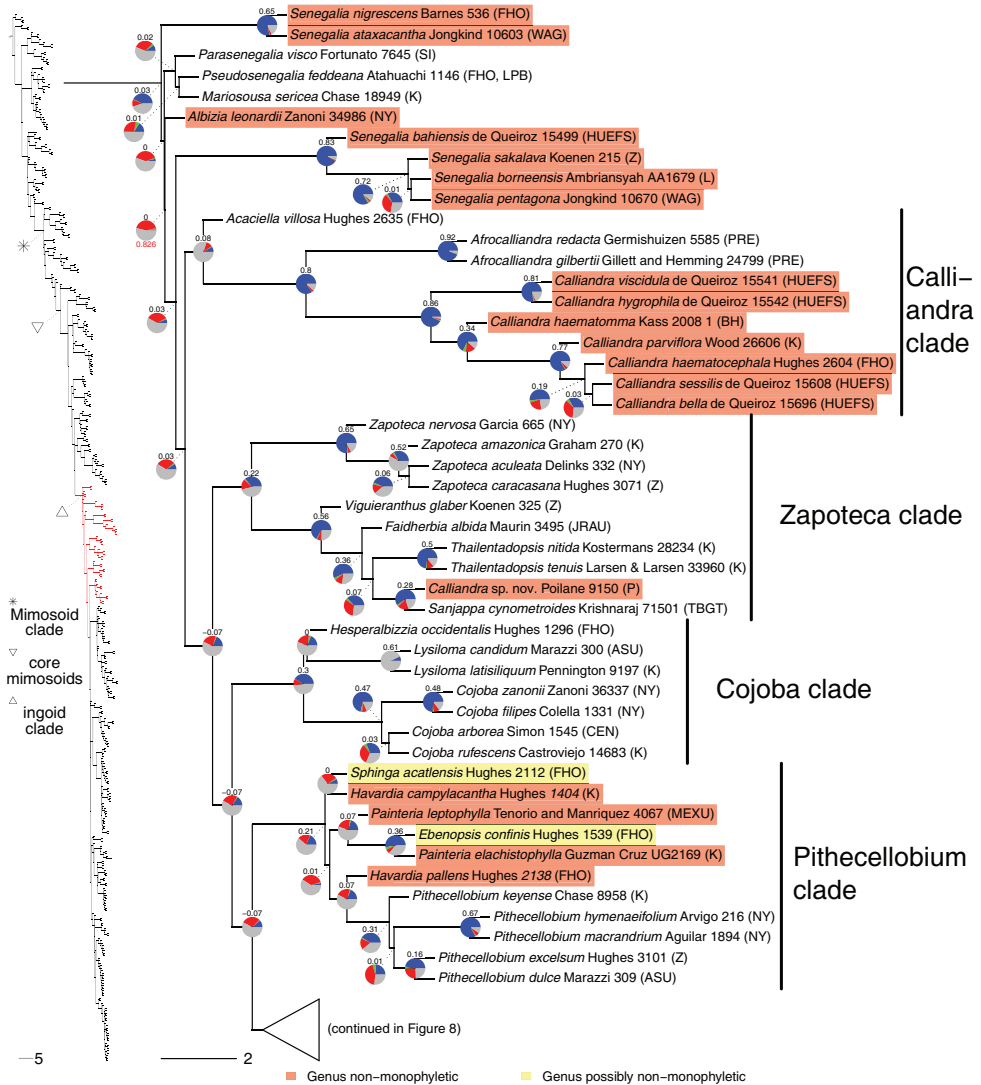 0.65
Senegalia nigrescens Barnes 536 (FHO)
Senegalia ataxacantha Jongkind 10603 (WAG)
0.02
Parasenegalia visco Fortunato 7645 (SI)
Pseudosenegalia feddeana Atahuachi 1146 (FHO, LPB)
0.03
Mariosousa sericea Chase 18949 (K)
0.01
Albizia leonardii Zanoni 34986 (NY)
0
Senegalia bahiensis de Queiroz 15499 (HUEFS)
0.83
Senegalia sakalava Koenen 215 (Z)
0.72
0.01
Senegalia borneensis Ambriansyah AA1679 (L)
Senegalia pentagona Jongkind 10670 (WAG)
0
0.826
Acaciella villosa Hughes 2635 (FHO)
0.08
0.92
Afrocalliandra redacta Germishuizen 5585 (PRE)
Afrocalliandra gilbertii Gillett and Hemming 24799 (PRE)
0.8
0.81
Calliandra viscidula de Queiroz 15541 (HUEFS)
Calliandra hygrophila de Queiroz 15542 (HUEFS)
0.86
0.03
Calliandra haematomma Kass 2008 1 (BH)
0.34
Calliandra parviflora Wood 26606 (K)
0.77
Calliandra haematocephala Hughes 2604 (FHO)
0.19
0.03
Calliandra sessilis de Queiroz 15608 (HUEFS)
Calliandra bella de Queiroz 15696 (HUEFS)
Calli–
andra
clade
Zapoteca nervosa Garcia 665 (NY)
0.65
0.52
Zapoteca amazonica Graham 270 (K)
0.03
Zapoteca aculeata Delinks 332 (NY)
0.06
Zapoteca caracasana Hughes 3071 (Z)
0.22
Viguieranthus glaber Koenen 325 (Z)
0.56
Faidherbia albida Maurin 3495 (JRAU)
0.5
Thailentadopsis nitida Kostermans 28234 (K)
0.36
Thailentadopsis tenuis Larsen & Larsen 33960 (K)
0.07
0.28
Calliandra sp. nov. Poilane 9150 (P)
Sanjappa cynometroides Krishnaraj 71501 (TBGT)
Zapoteca clade
−0.07
Hesperalbizzia occidentalis Hughes 1296 (FHO)
0
0.61
Lysiloma candidum Marazzi 300 (ASU)
Lysiloma latisiliquum Pennington 9197 (K)
0.3
0.47
0.48
Cojoba zanonii Zanoni 36337 (NY)
Cojoba filipes Colella 1331 (NY)
0.03
Cojoba arborea Simon 1545 (CEN)
Cojoba rufescens Castroviejo 14683 (K)
Cojoba clade
−0.07
0
Sphinga acatlensis Hughes 2112 (FHO)
Havardia campylacantha Hughes 1404 (K)
0.21
0.07
Painteria leptophylla Tenorio and Manriquez 4067 (MEXU)
0.36
Ebenopsis confinis Hughes 1539 (FHO)
Painteria elachistophylla Guzman Cruz UG2169 (K)
0.01
Havardia pallens Hughes 2138 (FHO)
0.07
Pithecellobium keyense Chase 8958 (K)
−0.07
0.67
Pithecellobium hymenaeifolium Arvigo 216 (NY)
0.31
Pithecellobium macrandrium Aguilar 1894 (NY)
0.01
0.16
Pithecellobium excelsum Hughes 3101 (Z)
Pithecellobium dulce Marazzi 309 (ASU)
Pithecellobium
clade
(continued in Figure 8)
Mimosoid
clade
core
mimosoids
ingoid
clade
5
2
Genus non−monophyletic
Genus possibly non−monophyletic